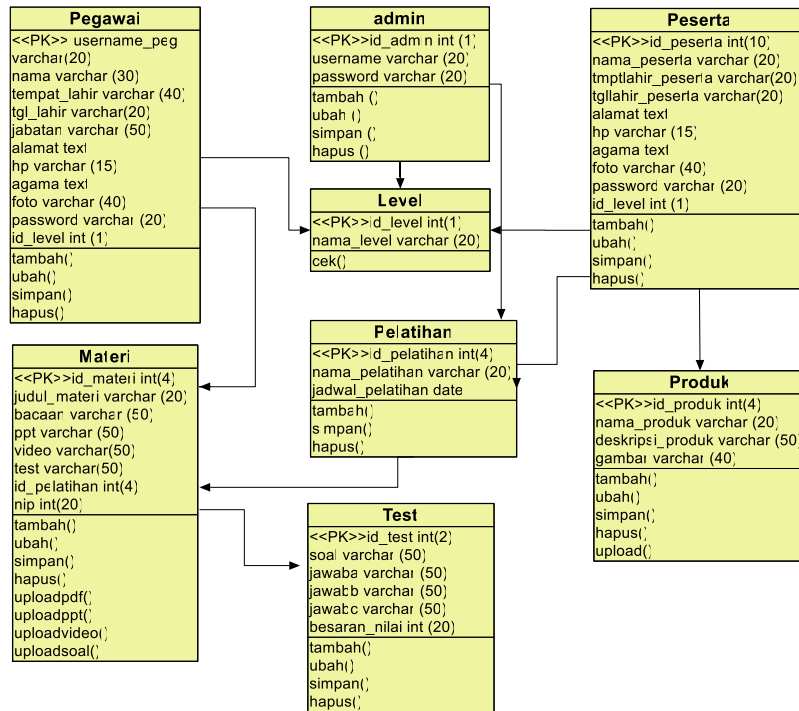 Pegawai
<<PK>> username_peg
varchar(20)
nama varchar (30)
tempat_lahir varchar (40)
tgl_lahir varchar(20)
jabatan varchar (50)
alamat text
hp varchar (15)
agama text
foto varchar (40)
password varchar (20)
id_level int (1)
tambah()
ubah()
simpan()
hapus()
admin
<<PK>>id_admin int (1)
username varchar (20)
password varchar (20)
tambah ()
ubah ()
simpan ()
hapus ()
Peserta
<<PK>>id_peserta int(10)
nama_peserta varchar (20)
tmptlahir_peserta varchar(20)
tgllahir_peserta varchar(20)
alamat text
hp varchar (15)
agama text
foto varchar (40)
password varchar (20)
id_level int (1)
tambah()
ubah()
simpan()
hapus()
Level
<<PK>>id_level int(1)
nama_level varchar (20)
cek()
Pelatihan
<<PK>>id_pelatihan int(4)
nama_pelatihan varchar (20)
jadwal_pelatihan date
tambah()
simpan()
hapus()
Materi
<<PK>>id_materi int(4)
judul_materi varchar (20)
bacaan varchar (50)
ppt varchar (50)
video varchar(50)
test varchar(50)
id_pelatihan int(4)
nip int(20)
tambah()
ubah()
simpan()
hapus()
uploadpdf()
uploadppt()
uploadvideo()
uploadsoal()
Produk
<<PK>>id_produk int(4)
nama_produk varchar (20)
deskripsi_produk varchar (50)
gambar varchar (40)
tambah()
ubah()
simpan()
hapus()
upload()
Test
<<PK>>id_test int(2)
soal varchar (50)
jawaba varchar (50)
jawabb varchar (50)
jawabc varchar (50)
besaran_nilai int (20)
tambah()
ubah()
simpan()
hapus()